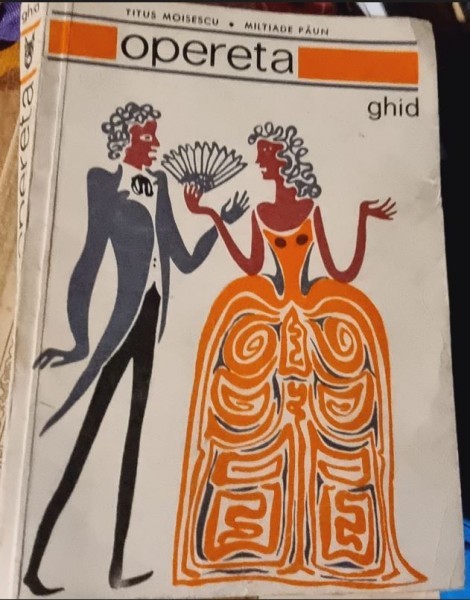 TITUS MOISESCU • MILTIADE PĂUN
opereta
ghid
ghid
opereta